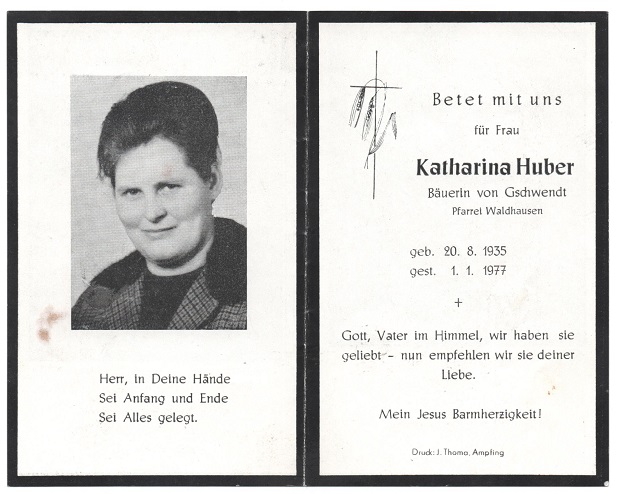 Herr, in Deine Hände
Sei Anfang und Ende
Sei Alles gelegt.
Betet mit uns
für Frau
Katharina Huber
Bäuerin von Gschwendt
Pfarrei Waldhausen
geb. 20. 8. 1935
gest. 1. 1. 1977
+
Gott, Vater im Himmel, wir haben sie
geliebt – nun empfehlen wir sie deiner
Liebe.
Mein Jesus Barmherzigkeit!
Druck: J. Thoma, Ampfing